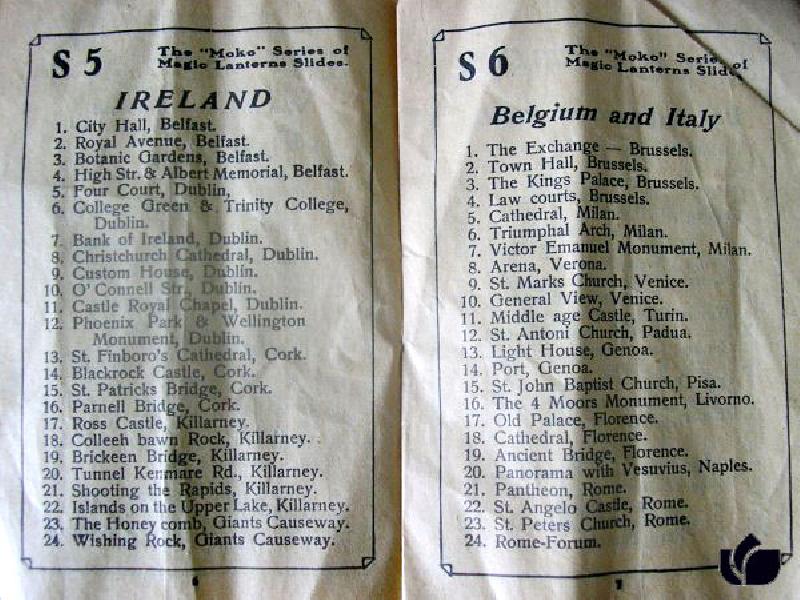 S 5
The "Moko" Series of
Magic Lanterns Slides.
IRELAND
1. City Hall, Belfast.
2. Royal Avenue, Belfast.
3. Botanic Gardens, Belfast.
4. High Str. & Albert Memorial, Belfast.
5. Four Court, Dublin,
6. College Green & Trinity College,
Dublin.
7. Bank of Ireland, Dublin.
8. Christchurch Cathedral, Dublin.
9. Custom House, Dublin.
10. O'Connell Str., Dublin.
11. Castle Royal Chapel, Dublin.
12. Phoenix Park & Wellington
Monument, Dublin.
13. St. Finboro's Cathedral, Cork.
14. Blackrock Castle, Cork.
15. St. Patricks Bridge, Cork.
16. Parnell Bridge, Cork.
17. Ross Castle, Killarney.
18. Colleeh bawn Rock, Killarney.
19. Brickeen Bridge, Killarney.
20. Tunnel Kenmare Rd., Killarney.
21. Shooting the Rapids, Killarney.
22. Islands on the Upper Lake, Killarney.
23. The Honey comb, Giants Causeway.
24. Wishing Rock, Giants Causeway.
6
S 6
The "Moko" Series of
Magic Lanterns Slid
Belgium and Italy
1. The Exchange — Brussels.
2. Town Hall, Brussels.
3. The Kings Palace, Brussels.
4. Law courts, Brussels.
5. Cathedral, Milan.
6. Triumphal Arch, Milan.
7. Victor Emanuel Monument, Milan.
8. Arena, Verona.
9. St. Marks Church, Venice.
10. General View, Venice.
11. Middle age Castle, Turin.
12. St. Antoni Church, Padua.
13. Light House, Genoa.
14. Port, Genoa.
15. St. John Baptist Church, Pisa.
16. The 4 Moors Monument, Livorno.
17. Old Palace, Florence.
18. Cathedral, Florence.
19. Ancient Bridge, Florence.
20. Panorama with Vesuvius, Naples.
21. Pantheon, Rome.
22. St. Angelo Castle, Rome.
23. St. Peters Church, Rome.
24. Rome-Forum.